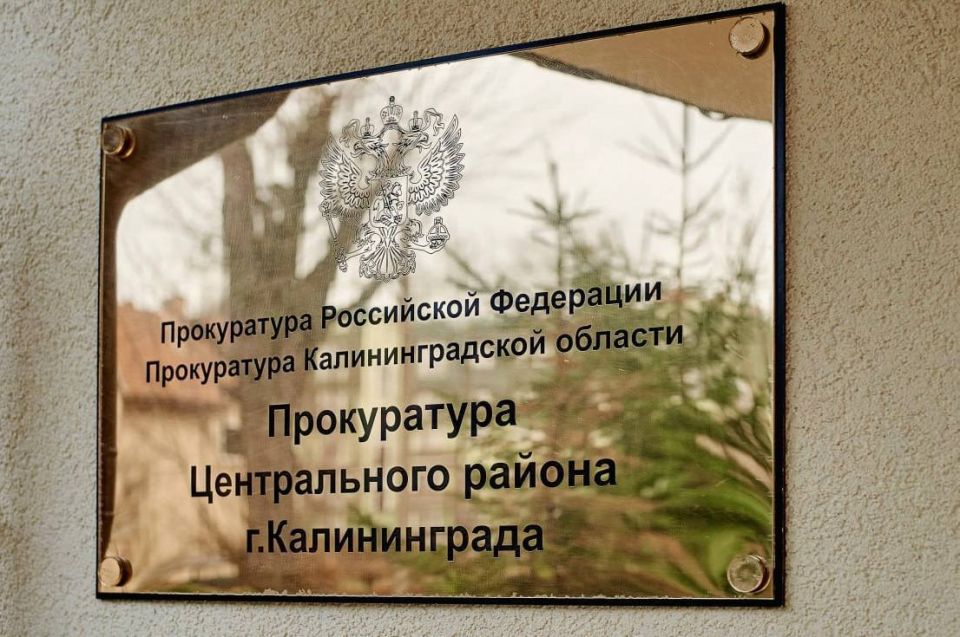 Прокуратура Российской Федерации
Прокуратура Калининградской области
Прокуратура
Центрального района
г.Калининграда